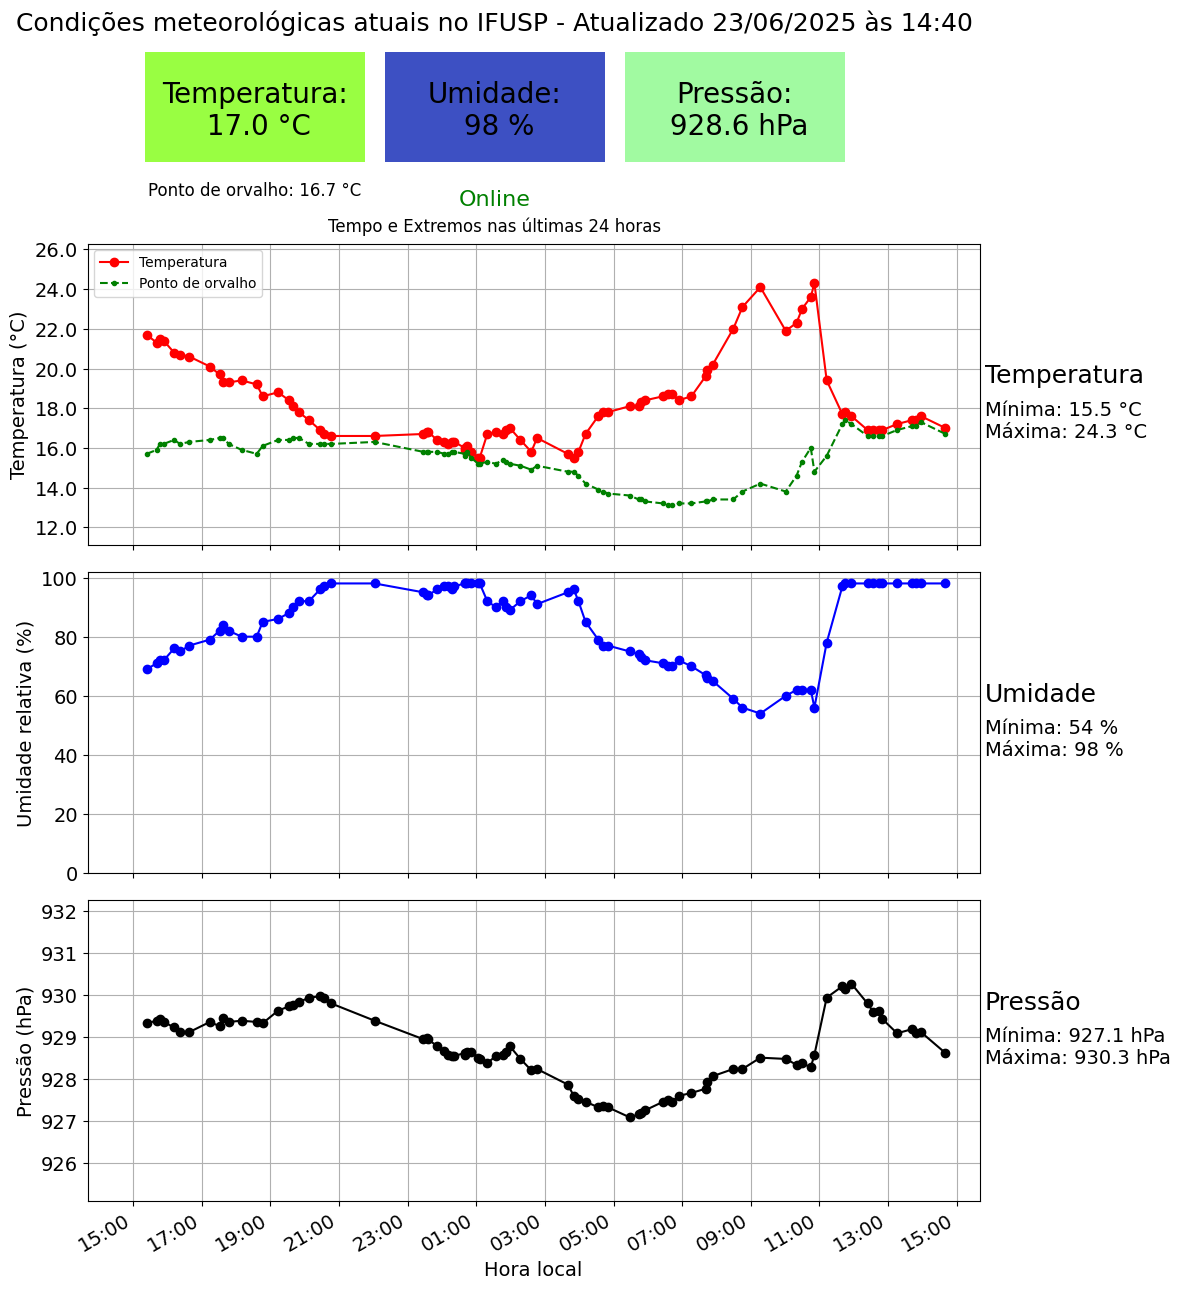 Condições meteorológicas atuais no IFUSP - Atualizado 23/06/2025 às 14:40
Temperatura:
17.0 °C
Umidade:
98 %
Pressão:
928.6 hPa
Ponto de orvalho: 16.7 °C
Online
Tempo e Extremos nas últimas 24 horas
Temperatura (°C)
26.0
24.0
22.0
20.0
18.0
16.0
14.0
12.0
Temperatura
Ponto de orvalho
Temperatura
Mínima: 15.5 °C
Máxima: 24.3 °C
Umidade relativa (%)
100
80
60
40
20
0
Umidade
Mínima: 54 %
Máxima: 98 %
Pressão (hPa)
932
931
930
929
928
927
926
Pressão
Mínima: 927.1 hPa
Máxima: 930.3 hPa
15:00
17:00
19:00
21:00
23:00
01:00
03:00
05:00
07:00
09:00
11:00
13:00
15:00
Hora local